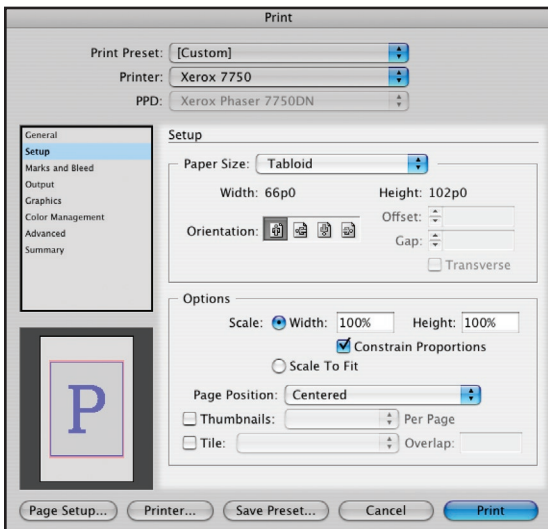 Print
Print Preset: [Custom]
Printer: Xerox 7750
PPD: Xerox Phaser 7750DN
General
Setup
Marks and Bleed
Output
Graphics
Color Management
Advanced
Summary
P
Setup
Paper Size: Tabloid
Width: 66p0 Height: 102p0
Orientation: Offset:
Gap:
Transverse
Options
Scale: Width: 100% Height: 100%
Constrain Proportions
Scale To Fit
Page Position: Centered
Thumbnails: Per Page
Tile: Overlap:
Page Setup... Printer... Save Preset... Cancel Print